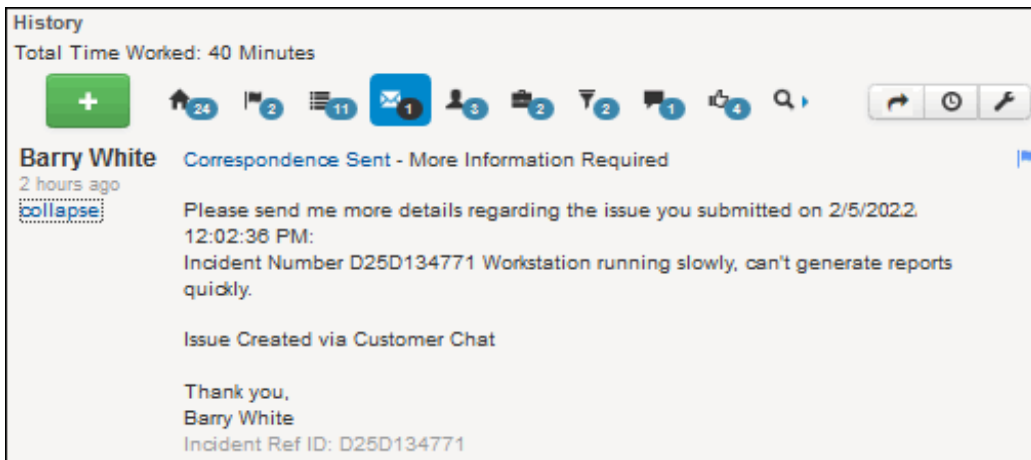 History
Total Time Worked: 40 Minutes
+ 24 2 11 1 3 2 2 1 4
Barry White Correspondence Sent - More Information Required
2 hours ago
collapse Please send me more details regarding the issue you submitted on 2/5/2022
12:02:36 PM:
Incident Number D25D134771 Workstation running slowly, can't generate reports
quickly.
Issue Created via Customer Chat
Thank you,
Barry White
Incident Ref ID: D25D134771